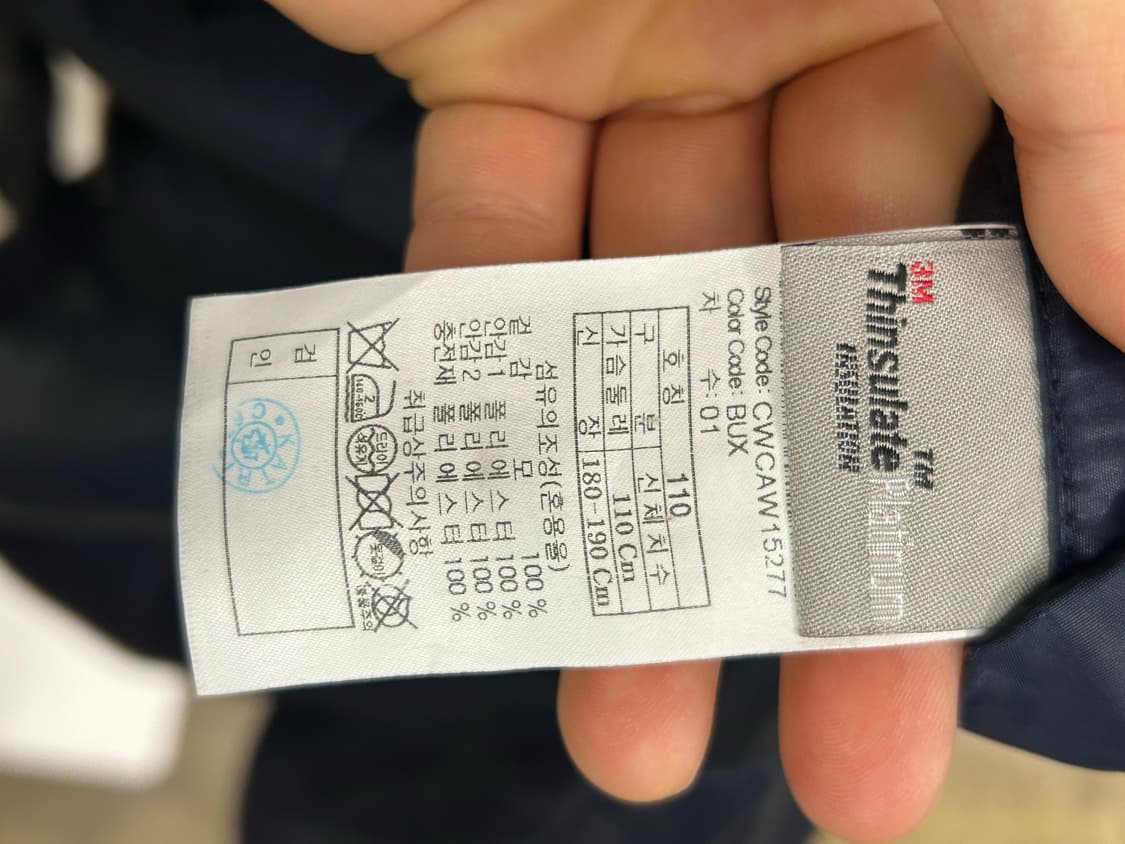 3M
Thinsulate™ Platinum
INSULATION
Style Code: CWCAW15277
Color Code: BUX
차 수: 01
호 칭 110
구 분 신 체 치 수
가슴둘레 110 Cm
신 장 180-190 Cm
섬유의조성(혼용율)
겉 감 모 100 %
안감 1 폴리에스터 100 %
안감 2 폴리에스터 100 %
충전재 폴리에스터 100 %
취급상주의사항
드라이
검
인